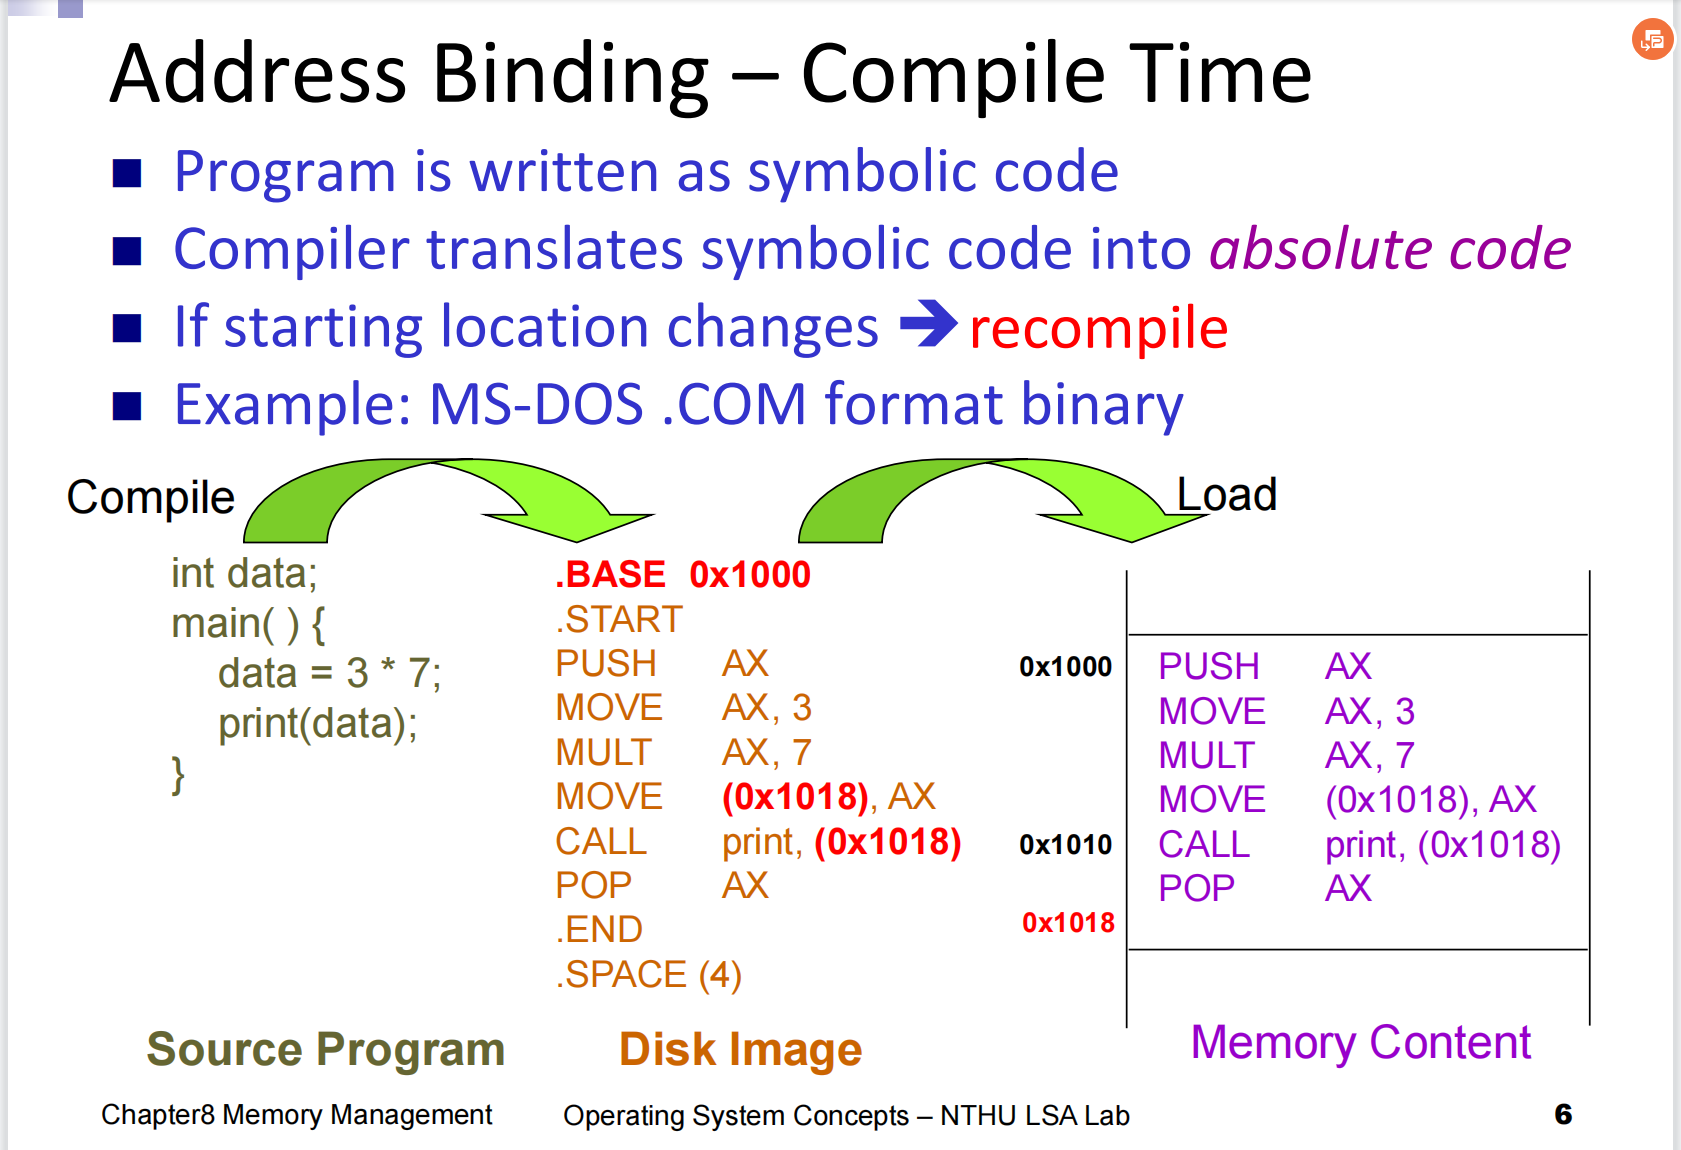 Address Binding – Compile Time
Program is written as symbolic code
Compiler translates symbolic code into absolute code
If starting location changes ➔ recompile
Example: MS-DOS .COM format binary
Compile
Load
int data;
main( ) {
data = 3 * 7;
print(data);
}
Source Program
.BASE 0x1000
.START
PUSH AX
MOVE AX, 3
MULT AX, 7
MOVE (0x1018), AX
CALL print, (0x1018)
POP AX
.END
.SPACE (4)
Disk Image
0x1000 PUSH AX
MOVE AX, 3
MULT AX, 7
MOVE (0x1018), AX
0x1010 CALL print, (0x1018)
POP AX
0x1018
Memory Content
Chapter8 Memory Management
Operating System Concepts – NTHU LSA Lab
6